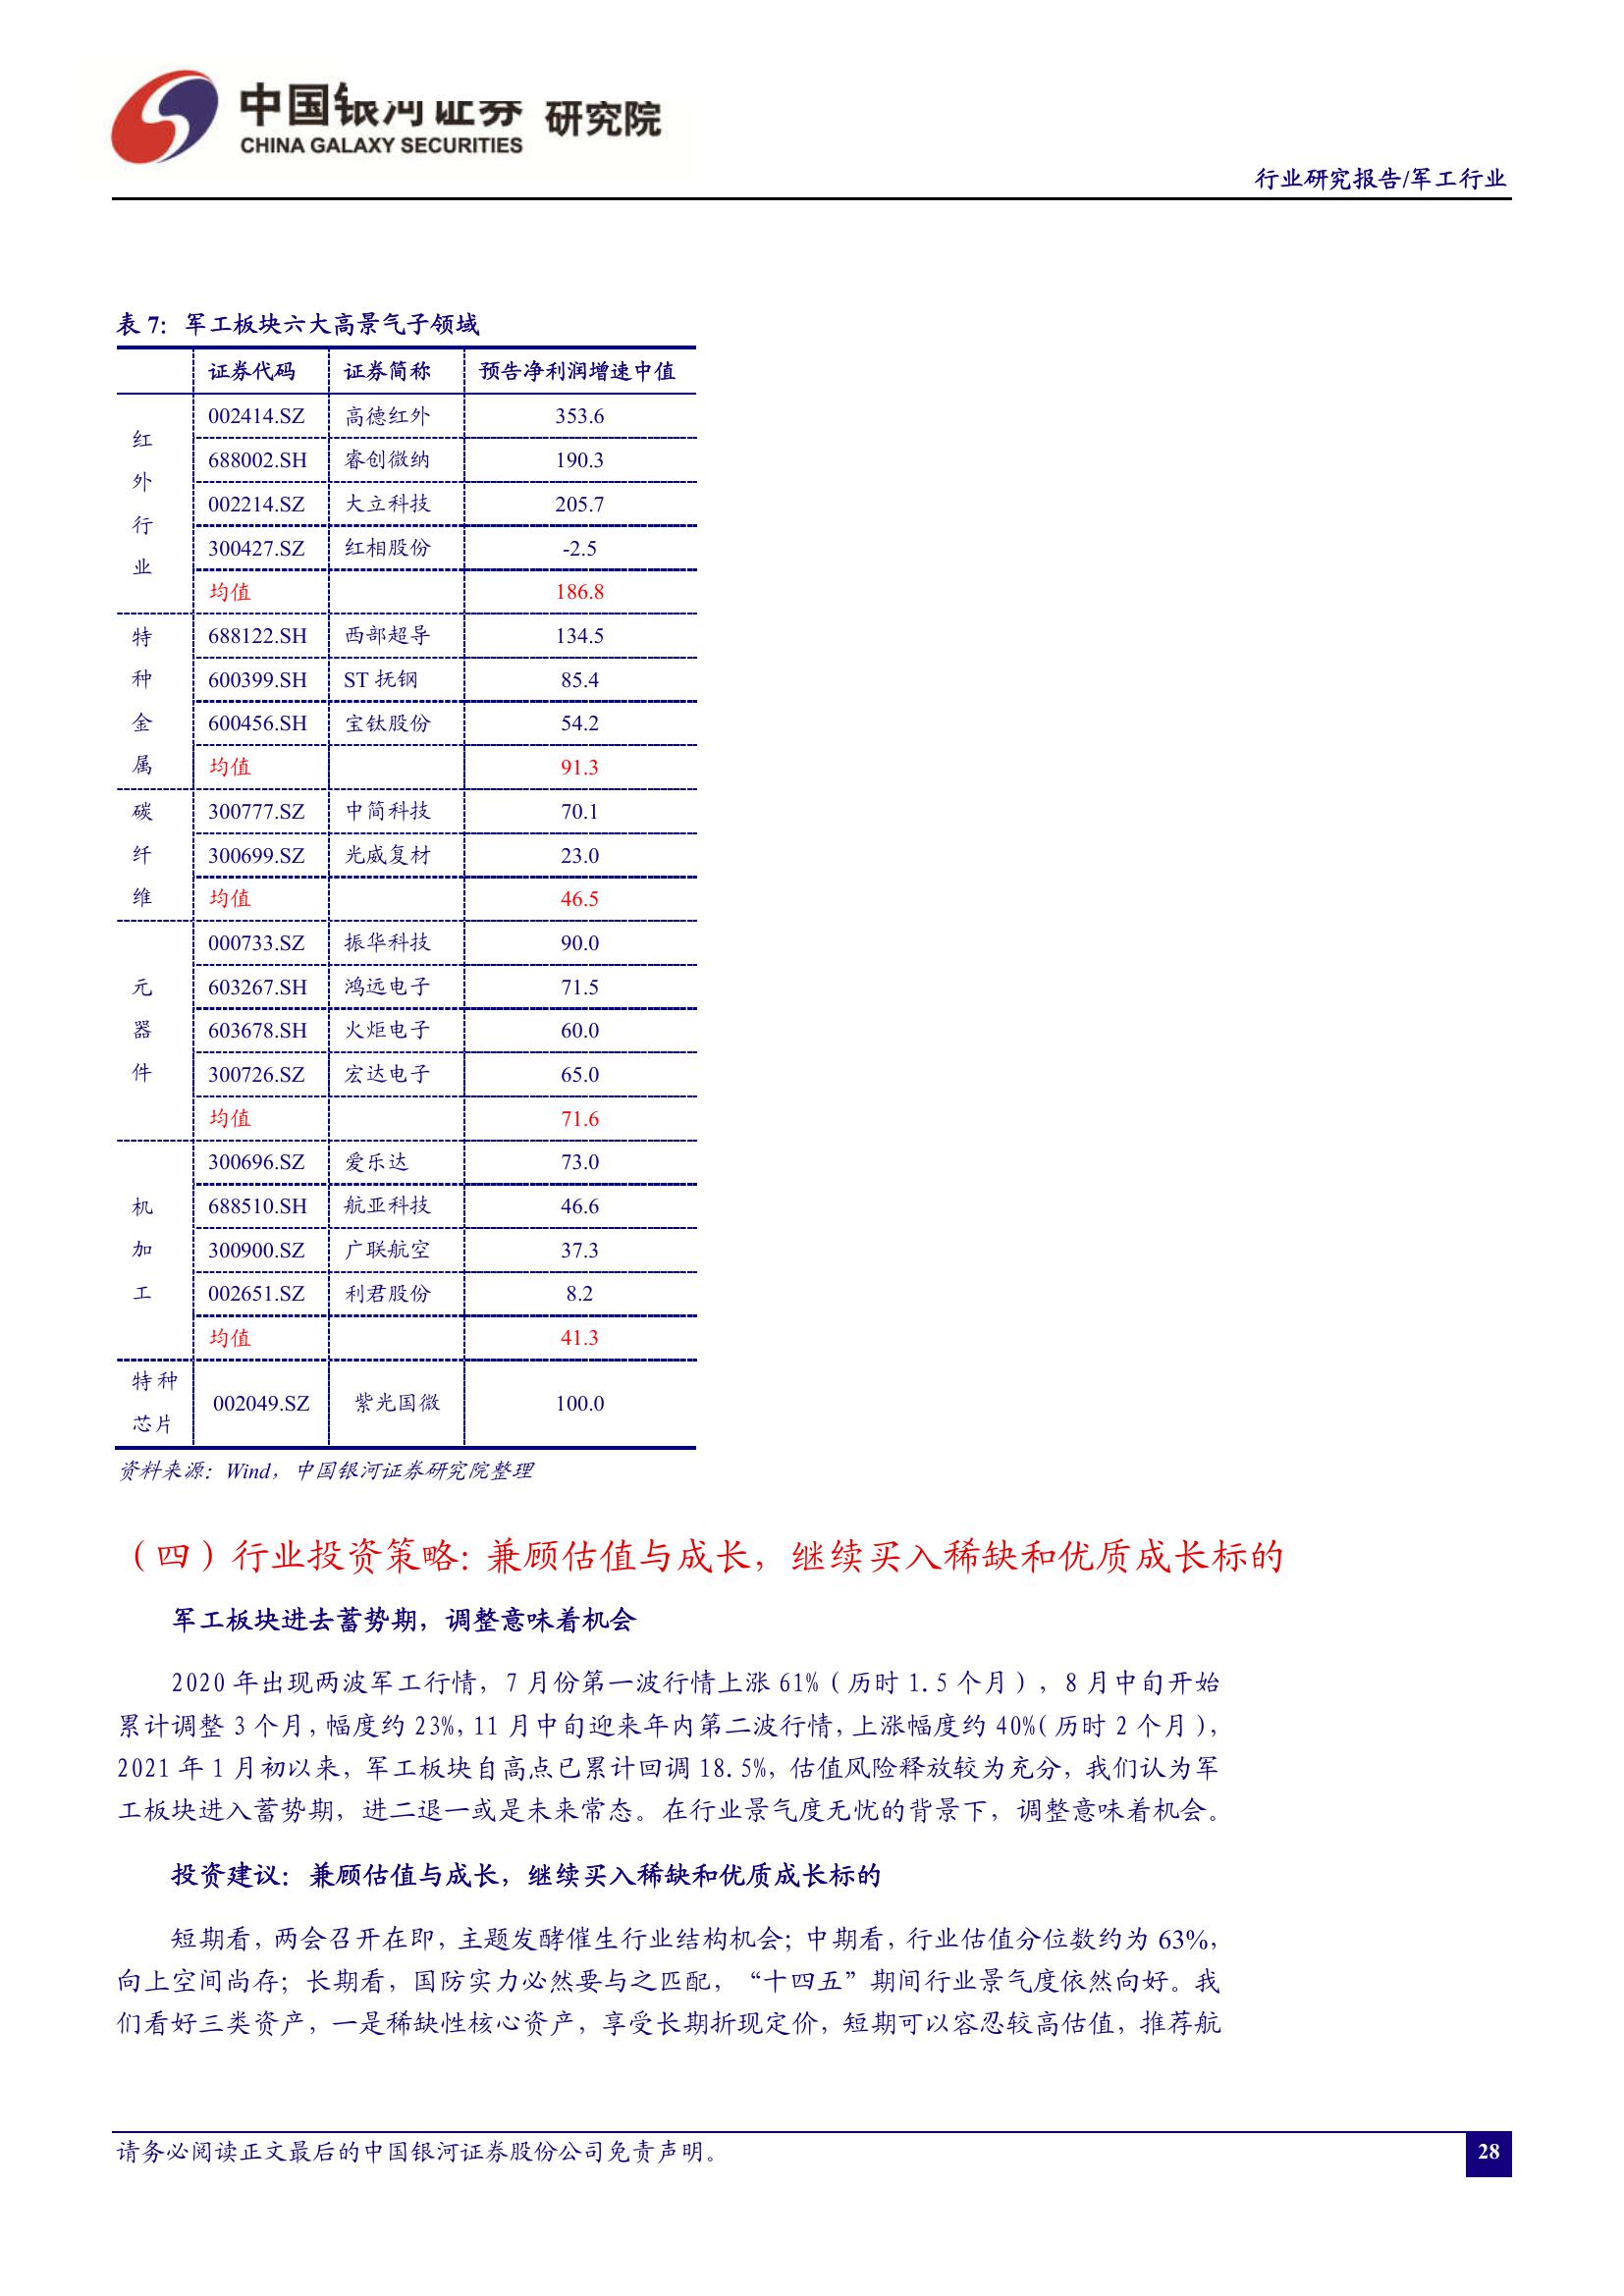 中国银河证券 研究院
CHINA GALAXY SECURITIES
行业研究报告/军工行业
表 7：军工板块六大高景气子领域
证券代码 证券简称 预告净利润增速中值
红外行业
002414.SZ 高德红外 353.6
688002.SH 睿创微纳 190.3
002214.SZ 大立科技 205.7
300427.SZ 红相股份 -2.5
均值 186.8
特种金属
688122.SH 西部超导 134.5
600399.SH ST 抚钢 85.4
600456.SH 宝钛股份 54.2
均值 91.3
碳纤维
300777.SZ 中简科技 70.1
300699.SZ 光威复材 23.0
均值 46.5
元器件
000733.SZ 振华科技 90.0
603267.SH 鸿远电子 71.5
603678.SH 火炬电子 60.0
300726.SZ 宏达电子 65.0
均值 71.6
机加工
300696.SZ 爱乐达 73.0
688510.SH 航亚科技 46.6
300900.SZ 广联航空 37.3
002651.SZ 利君股份 8.2
均值 41.3
特种芯片
002049.SZ 紫光国微 100.0
资料来源：Wind，中国银河证券研究院整理
（四）行业投资策略：兼顾估值与成长，继续买入稀缺和优质成长标的
军工板块进去蓄势期，调整意味着机会
2020 年出现两波军工行情，7 月份第一波行情上涨 61%（历时 1.5 个月），8 月中旬开始
累计调整 3 个月，幅度约 23%，11 月中旬迎来年内第二波行情，上涨幅度约 40%（历时 2 个月），
2021 年 1 月初以来，军工板块自高点已累计回调 18.5%，估值风险释放较为充分，我们认为军
工板块进入蓄势期，进二退一或是未来常态。在行业景气度无忧的背景下，调整意味着机会。
投资建议：兼顾估值与成长，继续买入稀缺和优质成长标的
短期看，两会召开在即，主题发酵催生行业结构机会；中期看，行业估值分位数约为 63%，
向上空间尚存；长期看，国防实力必然要与之匹配，“十四五”期间行业景气度依然向好。我
们看好三类资产，一是稀缺性核心资产，享受长期折现定价，短期可以容忍较高估值，推荐航
请务必阅读正文最后的中国银河证券股份公司免责声明。
28